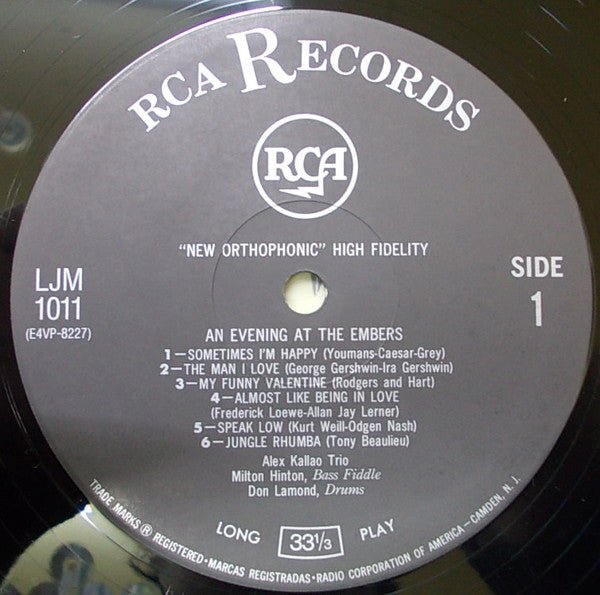 RCA RECORDS
RCA
"NEW ORTHOPHONIC" HIGH FIDELITY
LJM
1011
(E4VP-8227)
SIDE
1
AN EVENING AT THE EMBERS
1—SOMETIMES I'M HAPPY (Youmans-Caesar-Grey)
2—THE MAN I LOVE (George Gershwin-Ira Gershwin)
3—MY FUNNY VALENTINE (Rodgers and Hart)
4—ALMOST LIKE BEING IN LOVE
(Frederick Loewe-Allan Jay Lerner)
5—SPEAK LOW (Kurt Weill-Odgen Nash)
6—JUNGLE RHUMBA (Tony Beaulieu)
Alex Kallao Trio
Milton Hinton, Bass Fiddle
Don Lamond, Drums
LONG 33 1/3 PLAY
TRADE MARKS ® REGISTERED•MARCAS REGISTRADAS•RADIO CORPORATION OF AMERICA—CAMDEN, N. J.